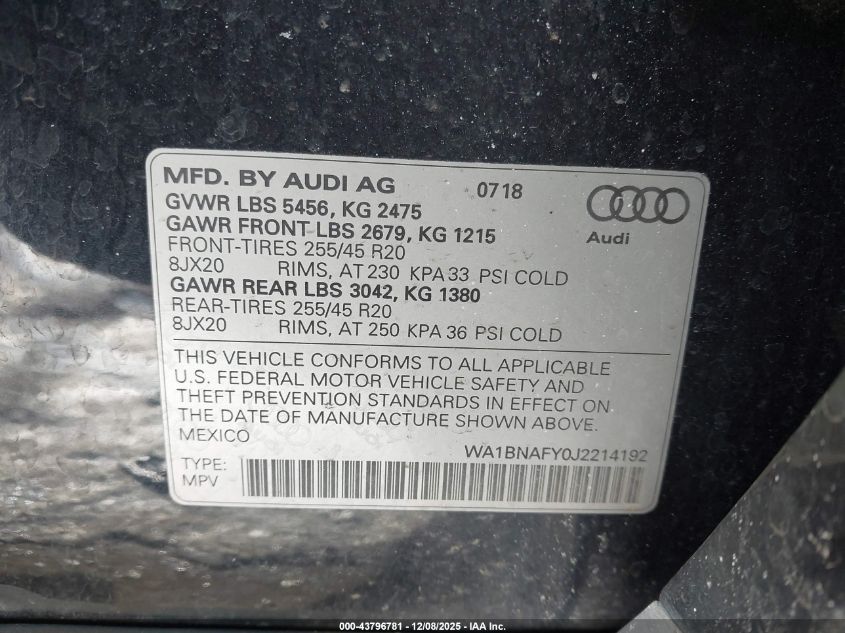 MFD. BY AUDI AG 07 18
GVWR LBS 5456, KG 2475
GAWR FRONT LBS 2679, KG 1215
Audi
FRONT-TIRES 255/45 R20
8JX20 RIMS, AT 230 KPA 33 PSI COLD
GAWR REAR LBS 3042, KG 1380
REAR-TIRES 255/45 R20
8JX20 RIMS, AT 250 KPA 36 PSI COLD
THIS VEHICLE CONFORMS TO ALL APPLICABLE
U.S. FEDERAL MOTOR VEHICLE SAFETY AND
THEFT PREVENTION STANDARDS IN EFFECT ON
THE DATE OF MANUFACTURE SHOWN ABOVE.
MEXICO
WA1BNAFY0J2214192
TYPE:
MPV
000-43796781 - 12/08/2025 - IAA Inc.